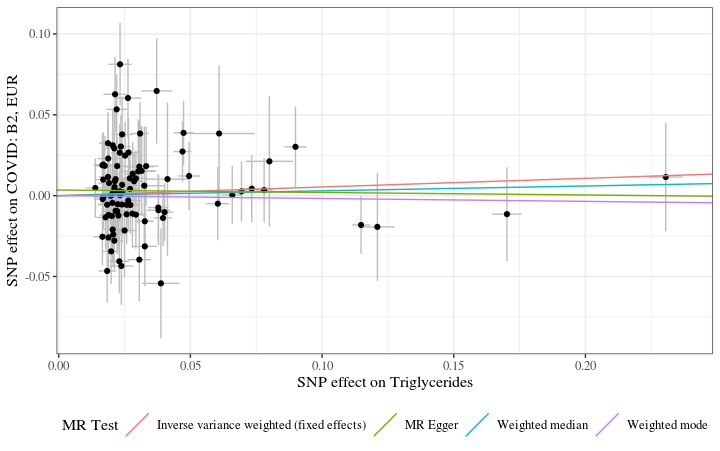 0.10
0.05
0.00
-0.05
SNP effect on COVID: B2, EUR
0.00 0.05 0.10 0.15 0.20
SNP effect on Triglycerides
MR Test Inverse variance weighted (fixed effects) MR Egger Weighted median Weighted mode